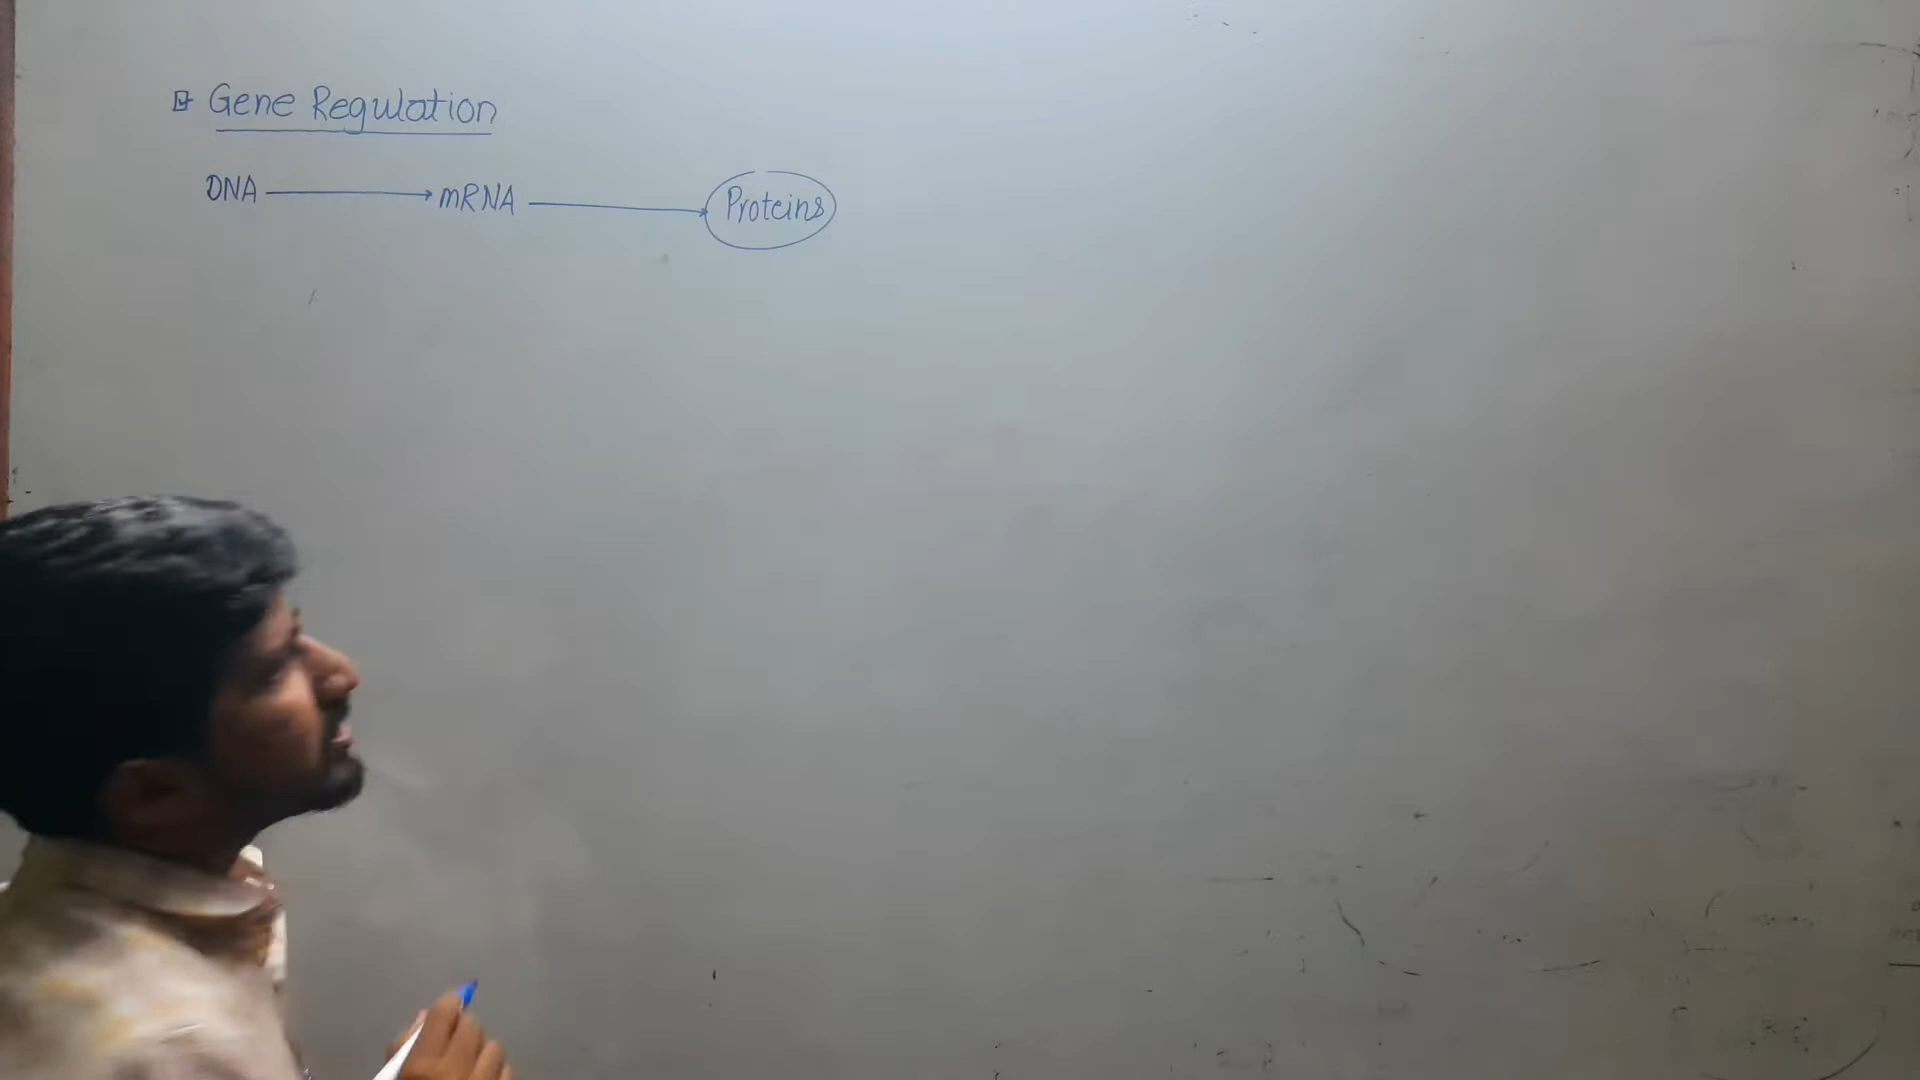 Gene Regulation
DNA → mRNA → Proteins